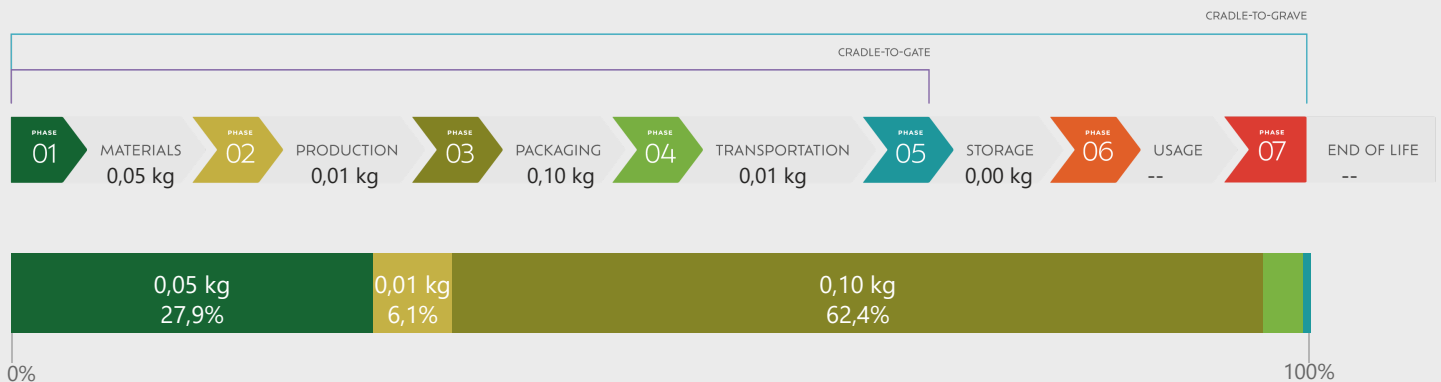 CRADLE-TO-GRAVE
CRADLE-TO-GATE
PHASE
01
MATERIALS
0,05 kg
PHASE
02
PRODUCTION
0,01 kg
PHASE
03
PACKAGING
0,10 kg
PHASE
04
TRANSPORTATION
0,01 kg
PHASE
05
STORAGE
0,00 kg
PHASE
06
USAGE
--
PHASE
07
END OF LIFE
--
0,05 kg
27,9%
0,01 kg
6,1%
0,10 kg
62,4%
0%
100%